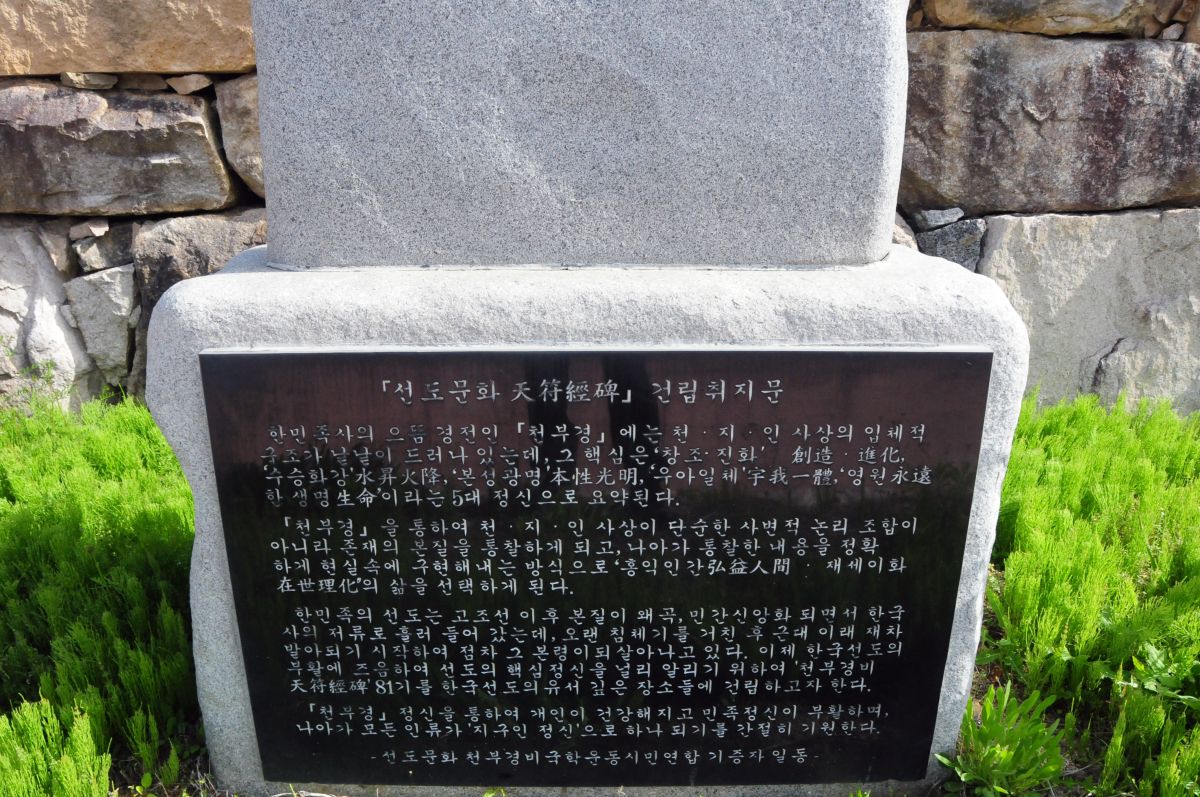 「선도문화 天符經碑」 건립취지문
한민족사의 으뜸 경전인 「천부경」에는 천·지·인 사상의 입체적
구조가 낱낱이 드러나 있는데, 그 핵심은 '창조·진화' 創造·進化,
'수승화강'水昇火降, '본성광명'本性光明, '우아일체'宇我一體, '영원永遠
한 생명生命'이라는 5대 정신으로 요약된다.
「천부경」을 통하여 천·지·인 사상이 단순한 사변적 논리 조합이
아니라 존재의 본질을 통찰하게 되고, 나아가 통찰한 내용을 정확
하게 현실속에 구현해내는 방식으로 '홍익인간弘益人間· 재세이화
在世理化'의 삶을 선택하게 된다.
한민족의 선도는 고조선 이후 본질이 왜곡, 민간신앙화 되면서 한국
사의 저류로 흘러 들어 갔는데, 오랜 침체기를 거친 후 근대 이래 재차
발아되기 시작하여 점차 그 본령이 되살아나고 있다. 이제 한국선도의
부활에 즈음하여 선도의 핵심정신을 널리 알리기 위하여 '천부경비
天符經碑' 81기를 한국선도의 유서 깊은 장소들에 건립하고자 한다.
「천부경」 정신을 통하여 개인이 건강해지고 민족정신이 부활하며,
나아가 모든 인류가 '지구인 정신'으로 하나 되기를 간절히 기원한다.
- 선도문화 천부경비 국학운동시민연합 기증자 일동 -